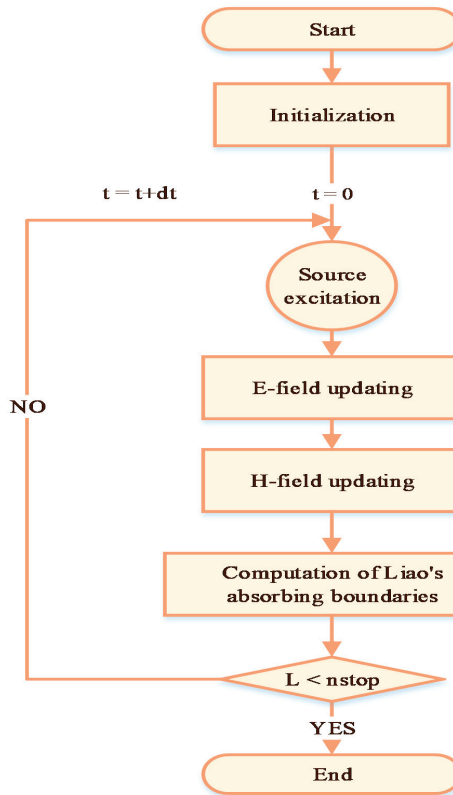 Start
Initialization
t = t+dt
t = 0
Source
excitation
E-field updating
NO
H-field updating
Computation of Liao's
absorbing boundaries
L < nstop
YES
End